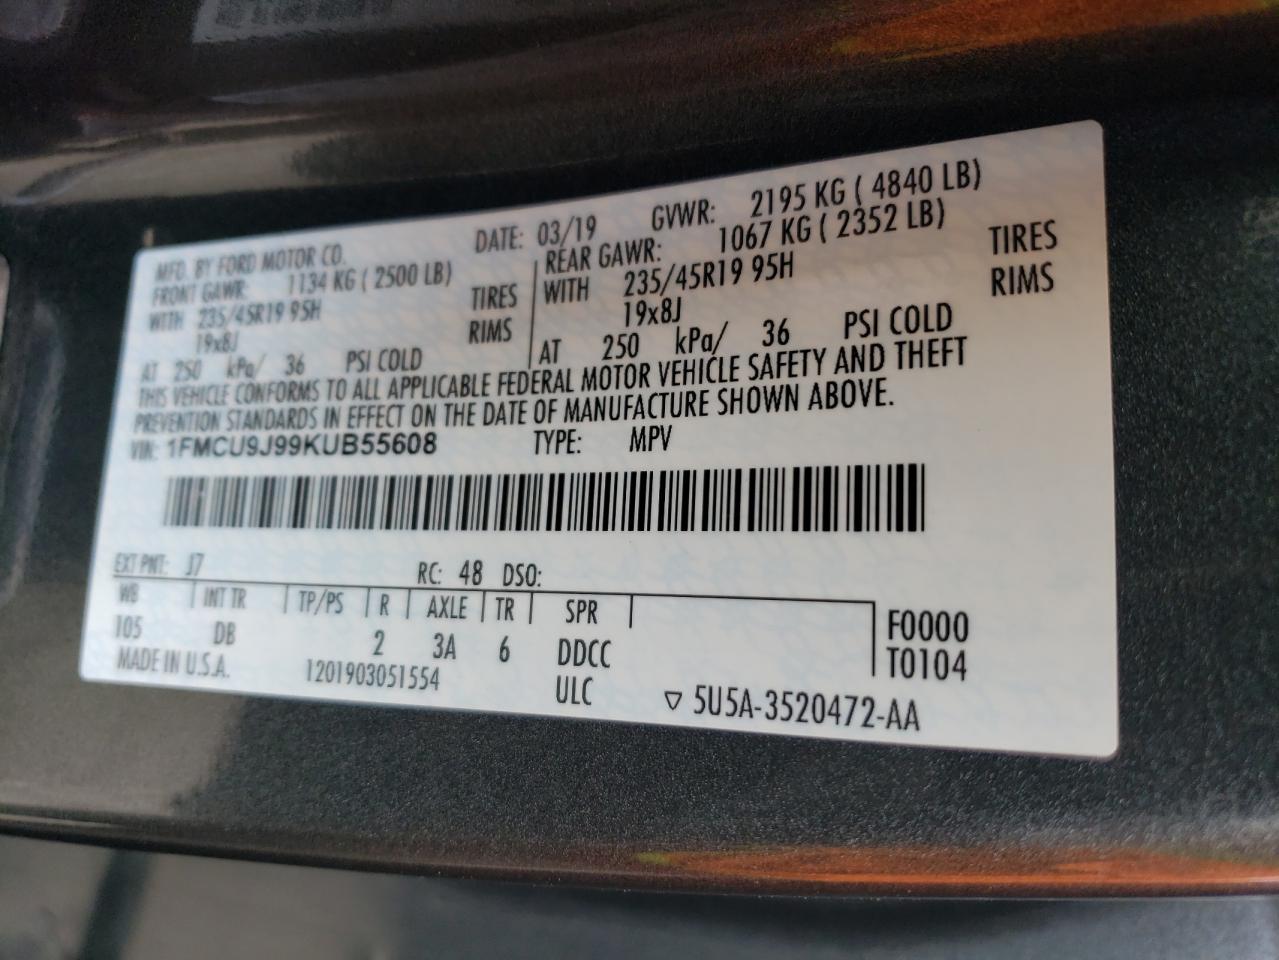 MFD. BY FORD MOTOR CO. DATE: 03/19 GVWR: 2195 KG ( 4840 LB)
FRONT GAWR: 1134 KG ( 2500 LB) REAR GAWR: 1067 KG ( 2352 LB)
WITH 235/45R19 95H TIRES WITH 235/45R19 95H TIRES
19x8J RIMS 19x8J RIMS
AT 250 kPa/ 36 PSI COLD AT 250 kPa/ 36 PSI COLD
THIS VEHICLE CONFORMS TO ALL APPLICABLE FEDERAL MOTOR VEHICLE SAFETY AND THEFT
PREVENTION STANDARDS IN EFFECT ON THE DATE OF MANUFACTURE SHOWN ABOVE.
VIN: 1FMCU9J99KUB55608 TYPE: MPV
EXT PNT: J7 RC: 48 DSO:
WB INT TR TP/PS R AXLE TR SPR F0000
105 DB 2 3A 6 DDCC T0104
MADE IN U.S.A. 1201903051554 ULC ▽ 5U5A-3520472-AA